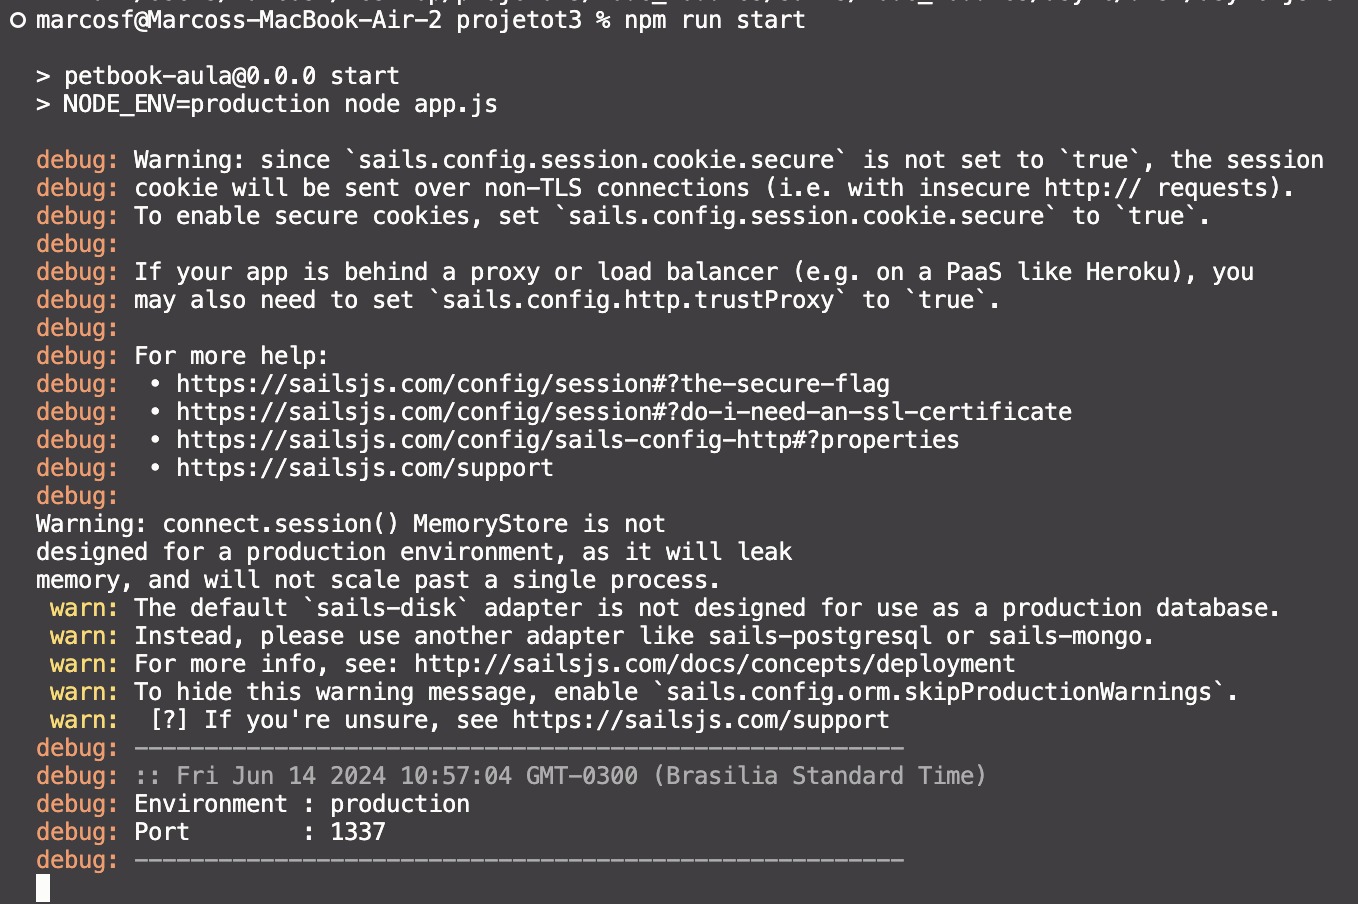 marcosf@Marcoss-MacBook-Air-2 projetot3 % npm run start
> petbook-aula@0.0.0 start
> NODE_ENV=production node app.js
debug: Warning: since `sails.config.session.cookie.secure` is not set to `true`, the session
debug: cookie will be sent over non-TLS connections (i.e. with insecure http:// requests).
debug: To enable secure cookies, set `sails.config.session.cookie.secure` to `true`.
debug:
debug: If your app is behind a proxy or load balancer (e.g. on a PaaS like Heroku), you
debug: may also need to set `sails.config.http.trustProxy` to `true`.
debug:
debug: For more help:
debug:  • https://sailsjs.com/config/session#?the-secure-flag
debug:  • https://sailsjs.com/config/session#?do-i-need-an-ssl-certificate
debug:  • https://sailsjs.com/config/sails-config-http#?properties
debug:  • https://sailsjs.com/support
debug:
Warning: connect.session() MemoryStore is not
designed for a production environment, as it will leak
memory, and will not scale past a single process.
warn: The default `sails-disk` adapter is not designed for use as a production database.
warn: Instead, please use another adapter like sails-postgresql or sails-mongo.
warn: For more info, see: http://sailsjs.com/docs/concepts/deployment
warn: To hide this warning message, enable `sails.config.orm.skipProductionWarnings`.
warn:  [?] If you're unsure, see https://sailsjs.com/support
debug: -------------------------------------------------------
debug: :: Fri Jun 14 2024 10:57:04 GMT-0300 (Brasilia Standard Time)
debug: Environment : production
debug: Port        : 1337
debug: -------------------------------------------------------